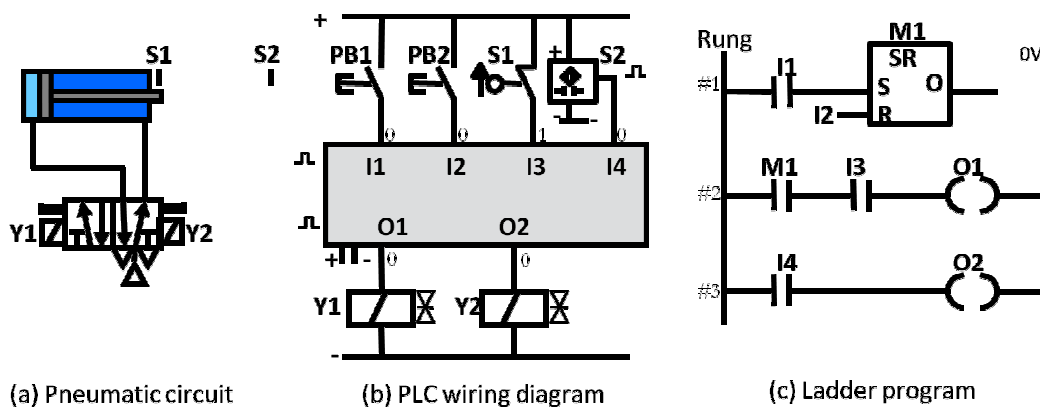 S1 S2
Y1 Y2
(a) Pneumatic circuit
+
PB1 PB2 S1 + S2
- -
0 0 1 0
I1 I2 I3 I4
O1 O2
+ - 0 0
Y1 Y2
-
(b) PLC wiring diagram
Rung M1 0V
#1 I1 SR
S O
I2 R
#2 M1 I3 O1
#3 I4 O2
(c) Ladder program